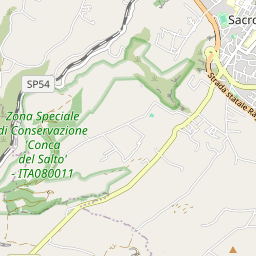 Sacro
SP54
Strada statale Ra
Zona Speciale
di Conservazione
'Conca
del Salto'
- ITA080011